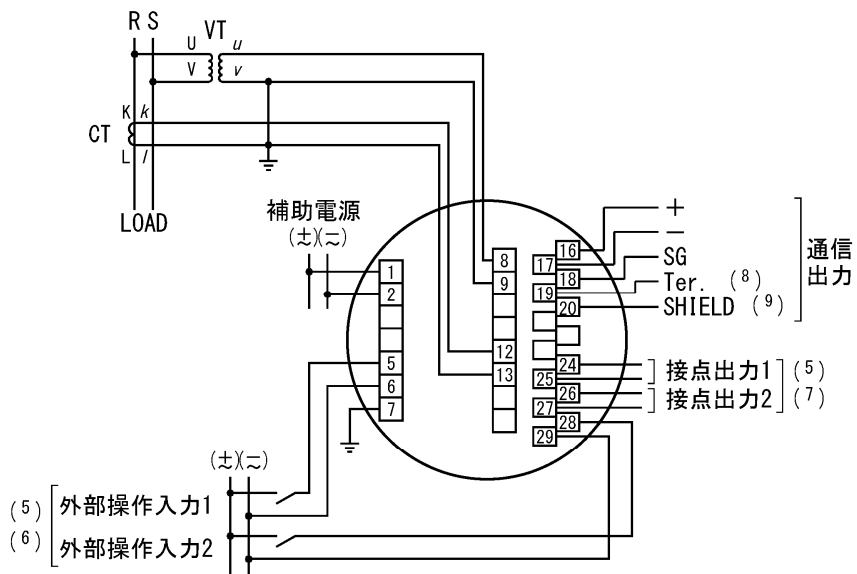 R S
VT
U u
V v
K k
CT
L l
LOAD
補助電源
(±)(−)
1
2
5
6
7
8
9
12
13
16
17
18
19
20
24
25
26
27
28
29
+
−
SG
Ter. (8)
SHIELD (9)
通信
出力
接点出力1 (5)
接点出力2 (7)
(±)(−)
(5) 外部操作入力1
(6) 外部操作入力2